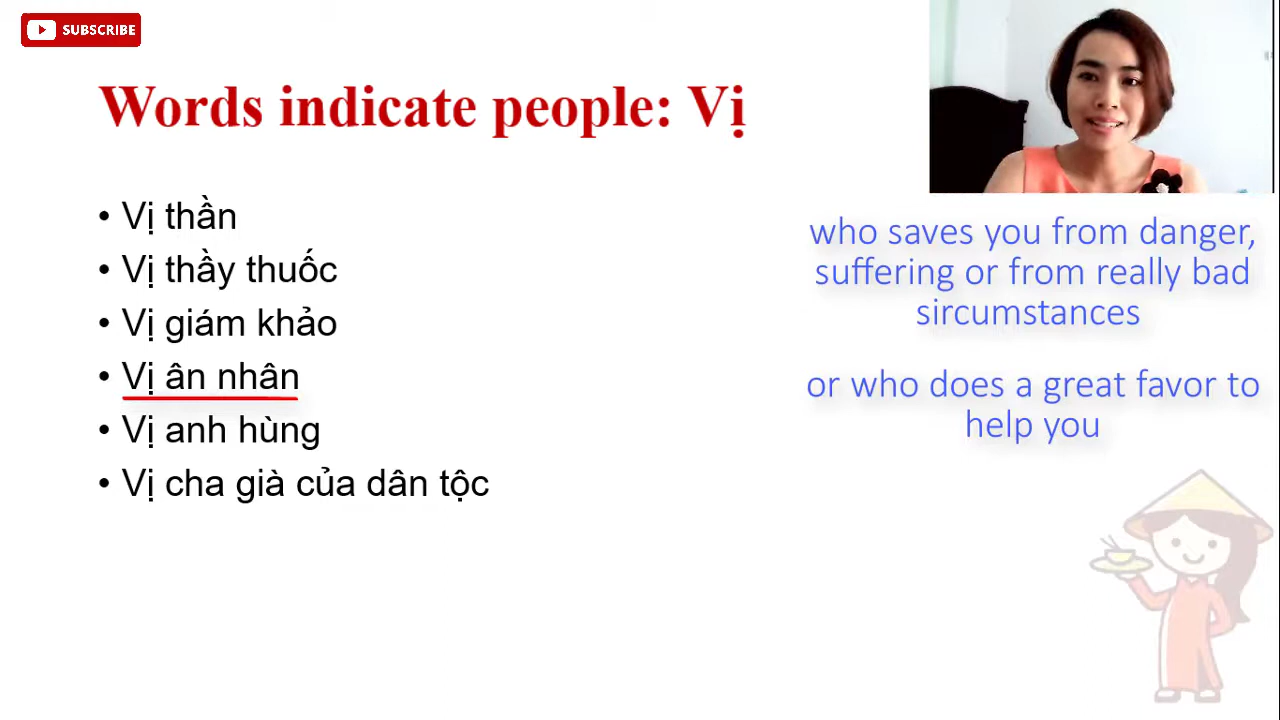 SUBSCRIBE
Words indicate people: Vị
• Vị thần
• Vị thầy thuốc
• Vị giám khảo
• Vị ân nhân
• Vị anh hùng
• Vị cha già của dân tộc
who saves you from danger,
suffering or from really bad
sircumstances
or who does a great favor to
help you